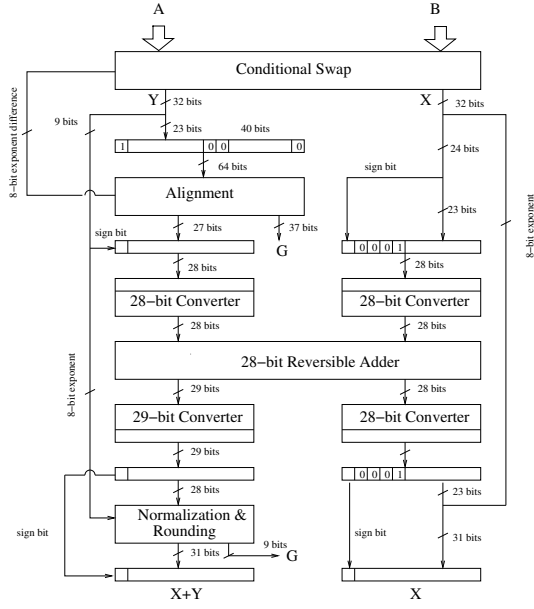 A
B
Conditional Swap
Y
32 bits
X
32 bits
8−bit exponent difference
9 bits
23 bits
40 bits
1
0
0
0
24 bits
sign bit
64 bits
Alignment
23 bits
27 bits
37 bits
8−bit exponent
sign bit
G
0
0
0
1
28 bits
28 bits
28−bit Converter
28−bit Converter
28 bits
28 bits
28−bit Reversible Adder
8−bit exponent
29 bits
28 bits
29−bit Converter
28−bit Converter
29 bits
0
0
0
1
28 bits
23 bits
Normalization &
Rounding
sign bit
sign bit
31 bits
9 bits
G
31 bits
X+Y
X